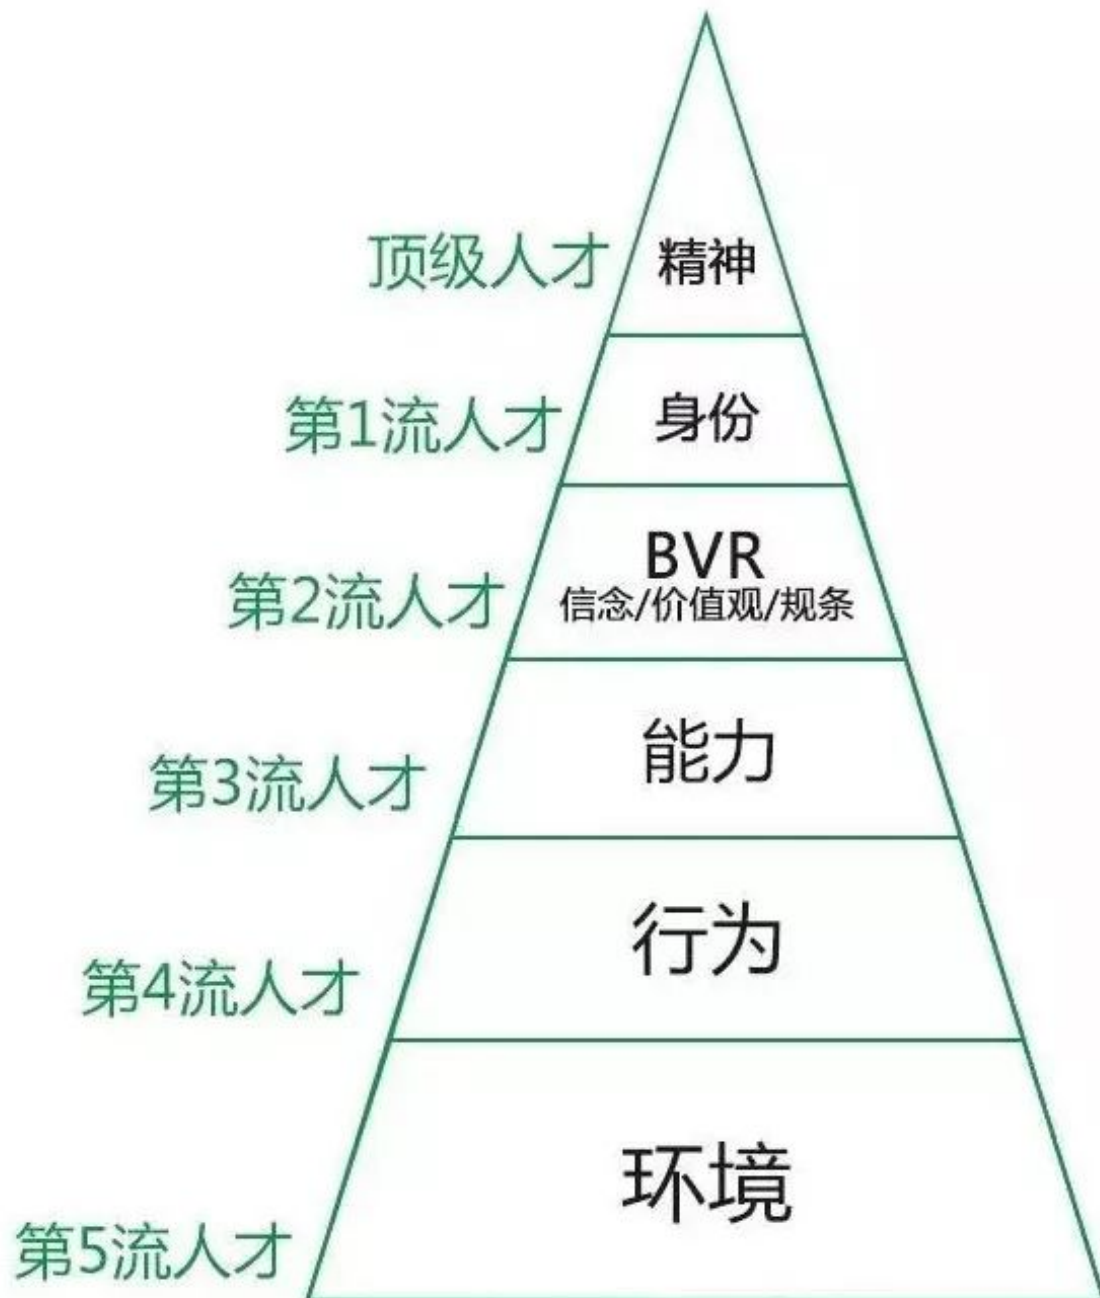 顶级人才
精神
第1流人才
身份
第2流人才
BVR
信念/价值观/规条
第3流人才
能力
第4流人才
行为
第5流人才
环境